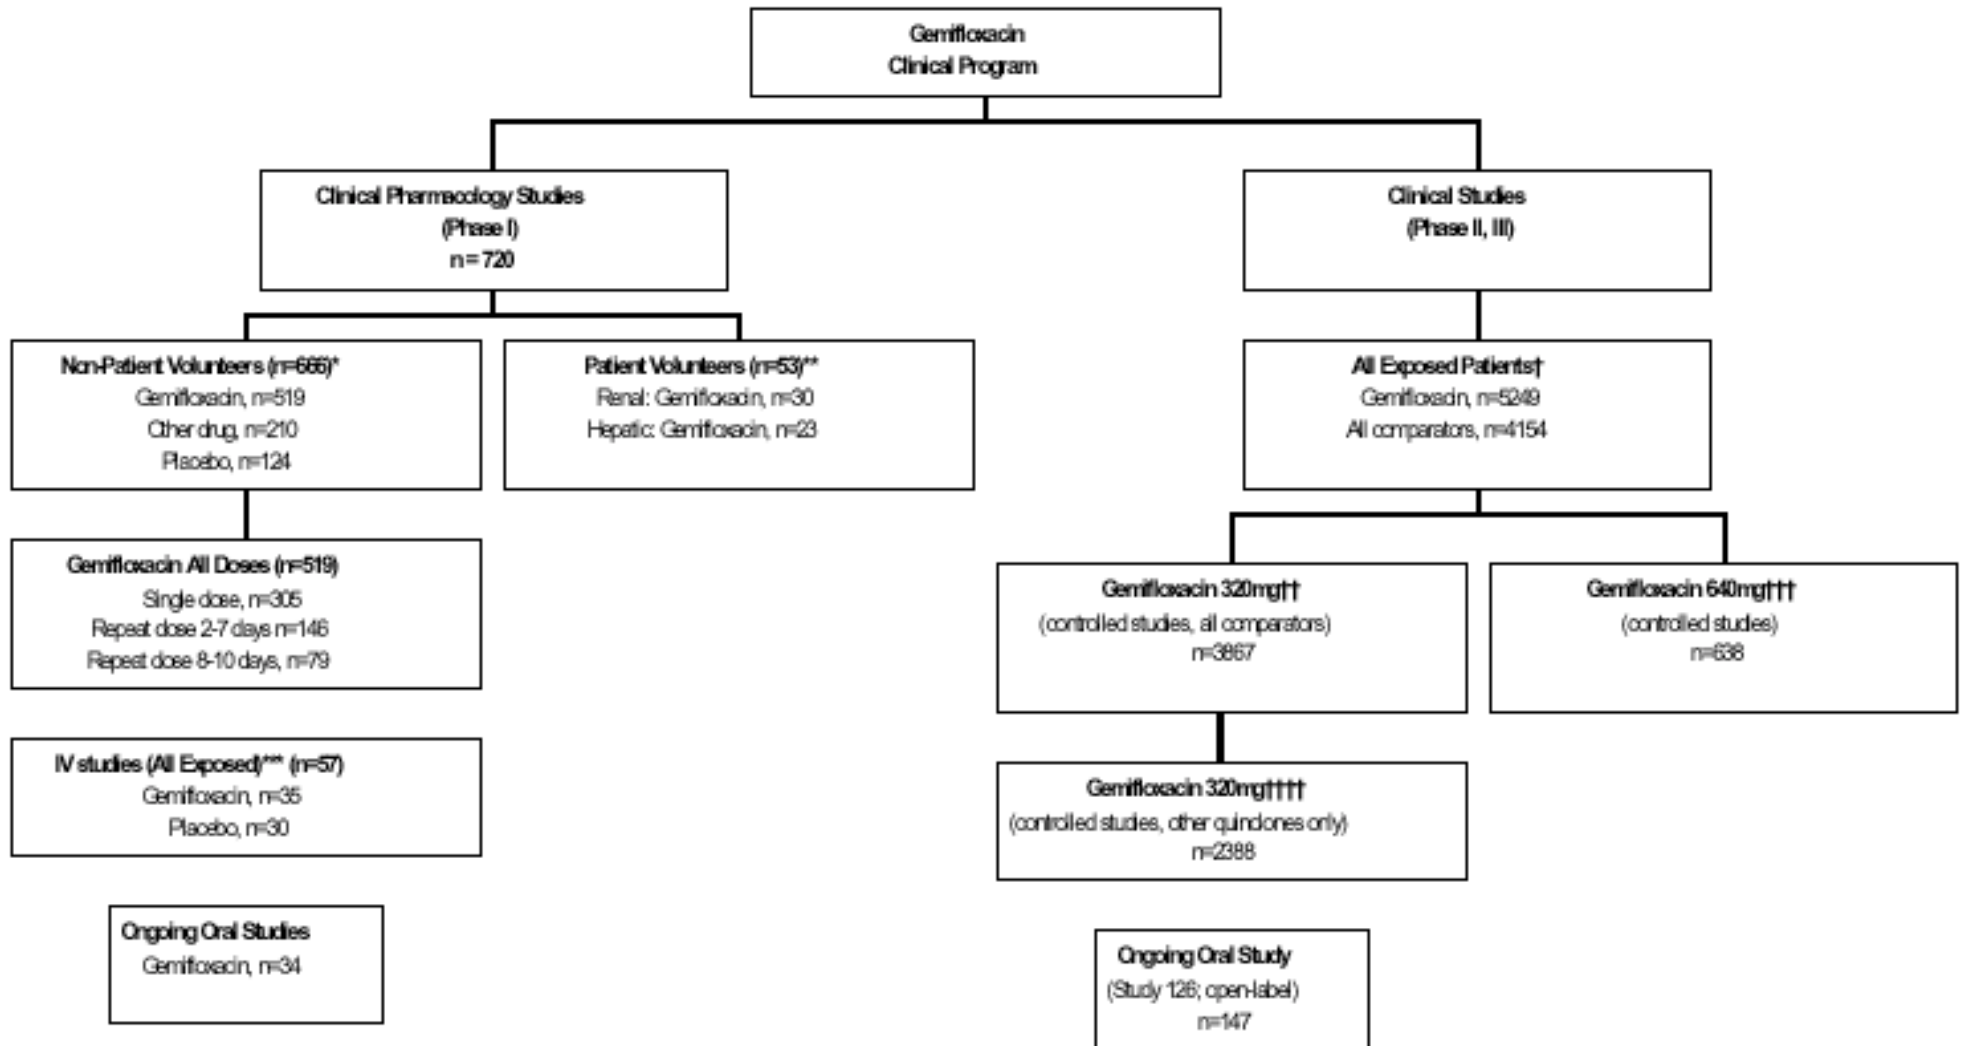 Gemifloxacin
Clinical Program
Clinical Pharmacology Studies
(Phase I)
n = 720
Clinical Studies
(Phase II, III)
Non-Patient Volunteers (n=666)*
Gemifloxacin, n=519
Other drug, n=210
Placebo, n=124
Patient Volunteers (n=53)**
Renal: Gemifloxacin, n=30
Hepatic: Gemifloxacin, n=23
All Exposed Patients†
Gemifloxacin, n=5249
All comparators, n=4154
Gemifloxacin All Doses (n=519)
Single dose, n=305
Repeat dose 2-7 days n=146
Repeat dose 8-10 days, n=79
Gemifloxacin 320mg††
(controlled studies, all comparators)
n=3867
Gemifloxacin 640mg†††
(controlled studies)
n=638
IV studies (All Exposed)*** (n=57)
Gemifloxacin, n=35
Placebo, n=30
Gemifloxacin 320mg††††
(controlled studies, other quinolones only)
n=2388
Ongoing Oral Studies
Gemifloxacin, n=34
Ongoing Oral Study
(Study 126; open-label)
n=147